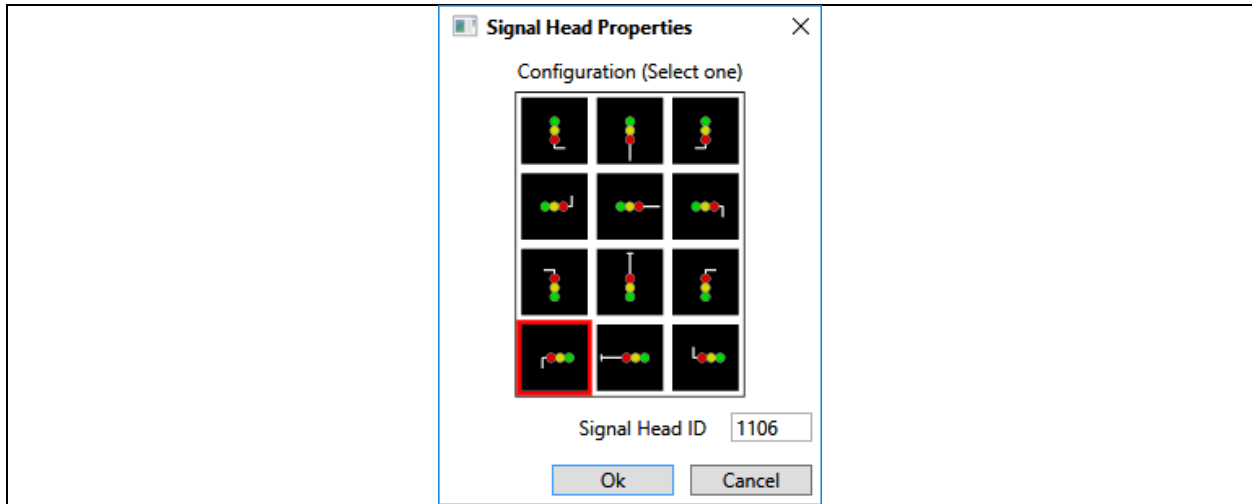 Signal Head Properties
Configuration (Select one)
Signal Head ID 1106
Ok Cancel